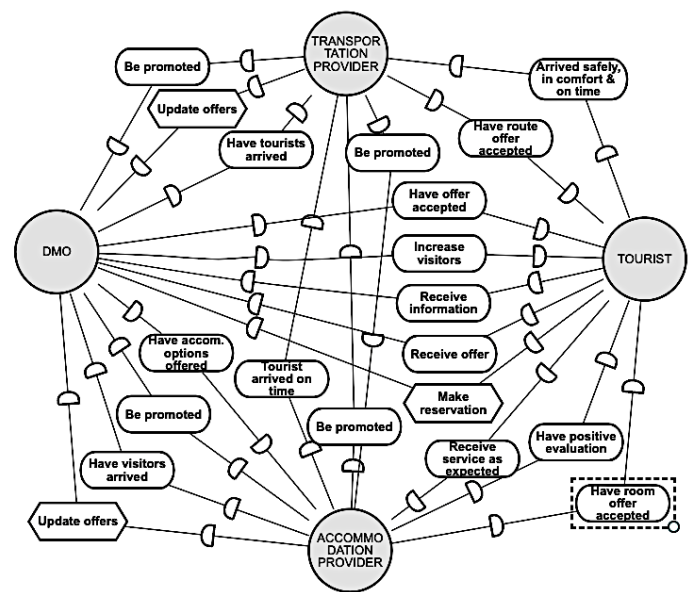 TRANSPOR
TATION
PROVIDER
Be promoted
Arrived safely,
in comfort &
on time
Update offers
Have tourists
arrived
Be promoted
Have route
offer
accepted
Have offer
accepted
DMO
Increase
visitors
TOURIST
Receive
information
Have accom.
options
offered
Receive offer
Tourist
arrived on
time
Make
reservation
Be promoted
Be promoted
Have positive
evaluation
Receive
service as
expected
Have visitors
arrived
Have room
offer
accepted
Update offers
ACCOMMO
DATION
PROVIDER